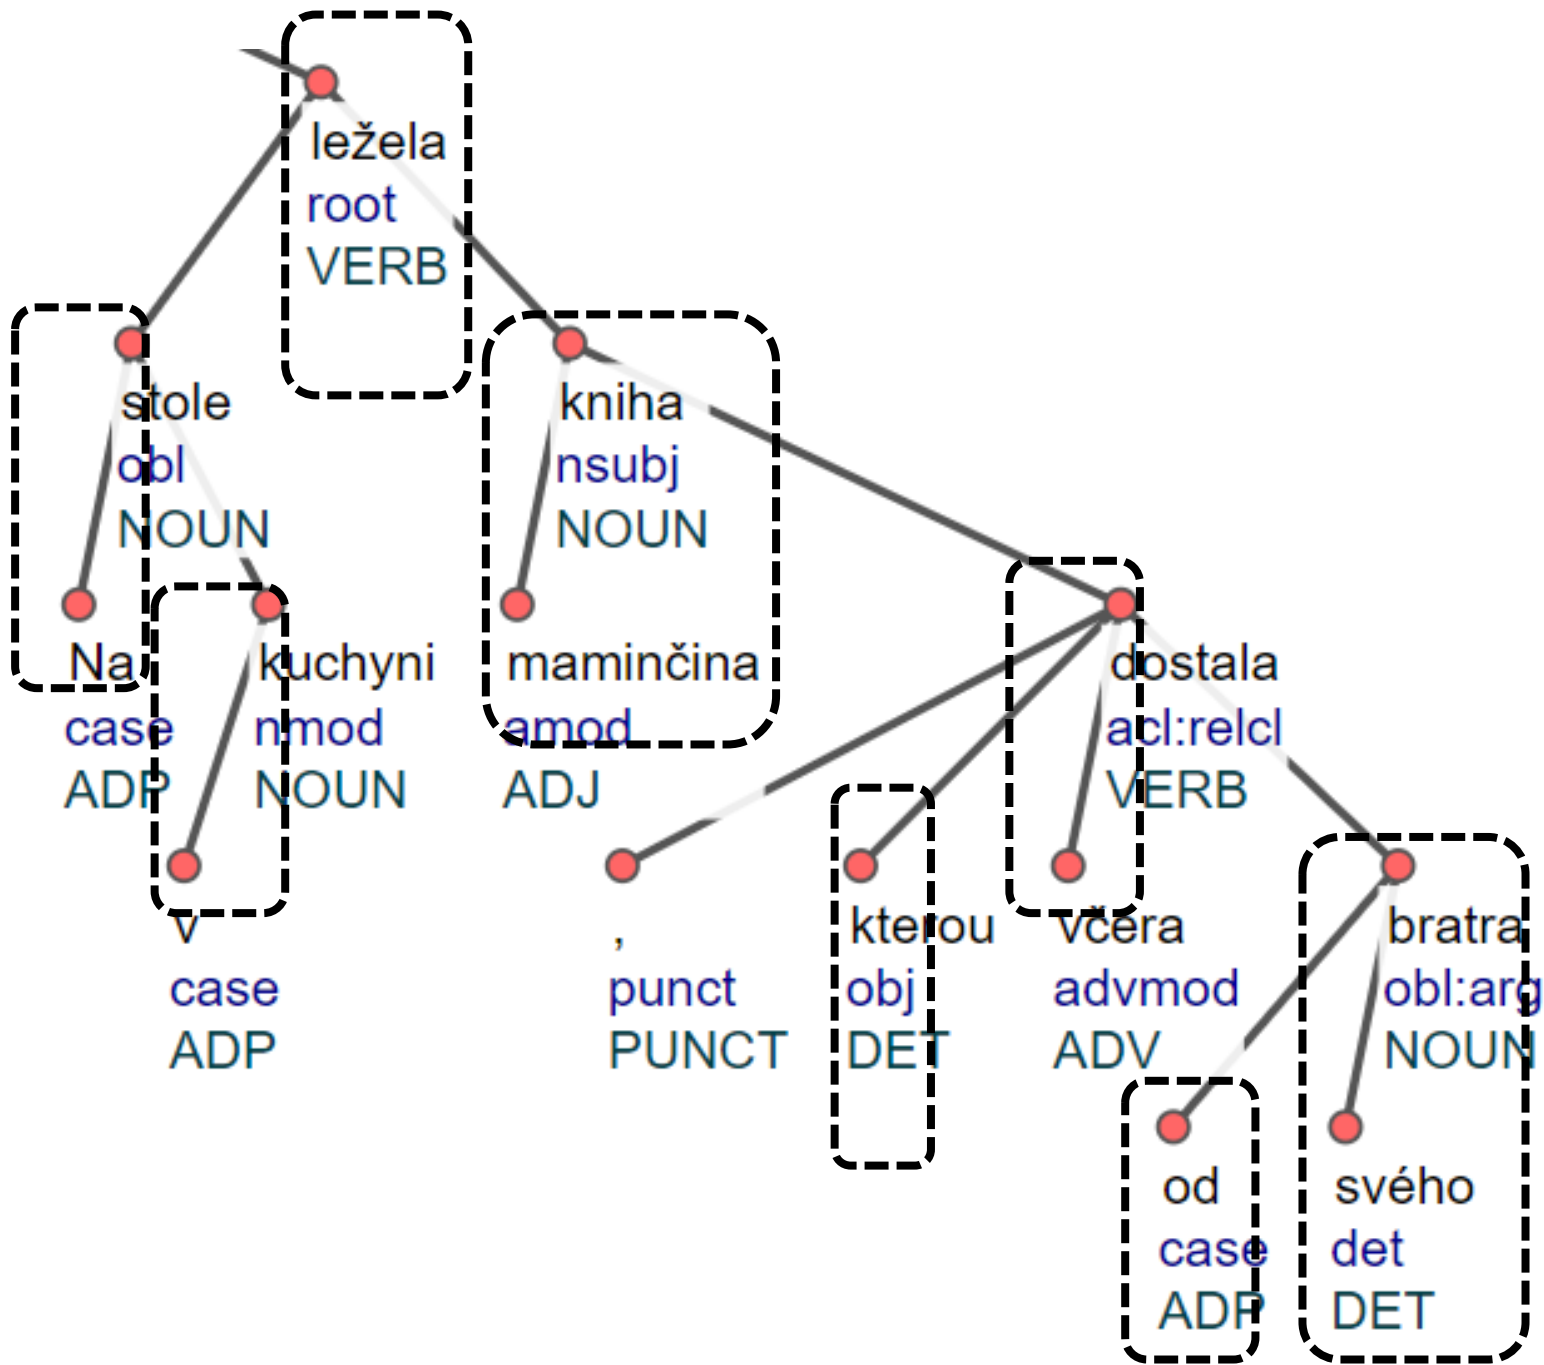 ležela
root
VERB
stole
obl
NOUN
kniha
nsubj
NOUN
Na
case
ADP
kuchyni
nmod
NOUN
maminčina
amod
ADJ
dostala
acl:relcl
VERB
v
case
ADP
,
punct
PUNCT
kterou
obj
DET
včera
advmod
ADV
bratra
obl:arg
NOUN
od
case
ADP
svého
det
DET